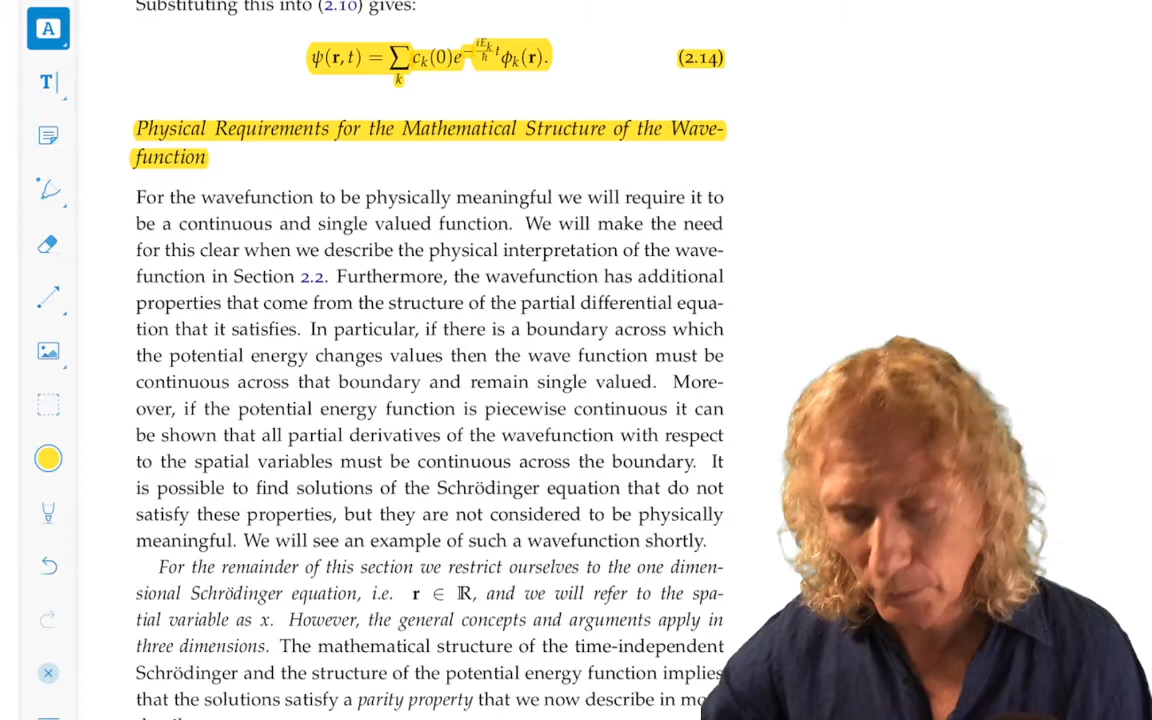 Substituting this into (2.10) gives:
ψ(r, t) = ∑ₖ cₖ(0)e^{−(iEₖ/ħ)t} ϕₖ(r). (2.14)
Physical Requirements for the Mathematical Structure of the Wave-
function
For the wavefunction to be physically meaningful we will require it to
be a continuous and single valued function. We will make the need
for this clear when we describe the physical interpretation of the wave-
function in Section 2.2. Furthermore, the wavefunction has additional
properties that come from the structure of the partial differential equa-
tion that it satisfies. In particular, if there is a boundary across which
the potential energy changes values then the wave function must be
continuous across that boundary and remain single valued. More-
over, if the potential energy function is piecewise continuous it can
be shown that all partial derivatives of the wavefunction with respect
to the spatial variables must be continuous across the boundary. It
is possible to find solutions of the Schrödinger equation that do not
satisfy these properties, but they are not considered to be physically
meaningful. We will see an example of such a wavefunction shortly.
For the remainder of this section we restrict ourselves to the one dimen-
sional Schrödinger equation, i.e. r ∈ ℝ, and we will refer to the spa-
tial variable as x. However, the general concepts and arguments apply in
three dimensions. The mathematical structure of the time-independent
Schrödinger and the structure of the potential energy function implies
that the solutions satisfy a parity property that we now describe in